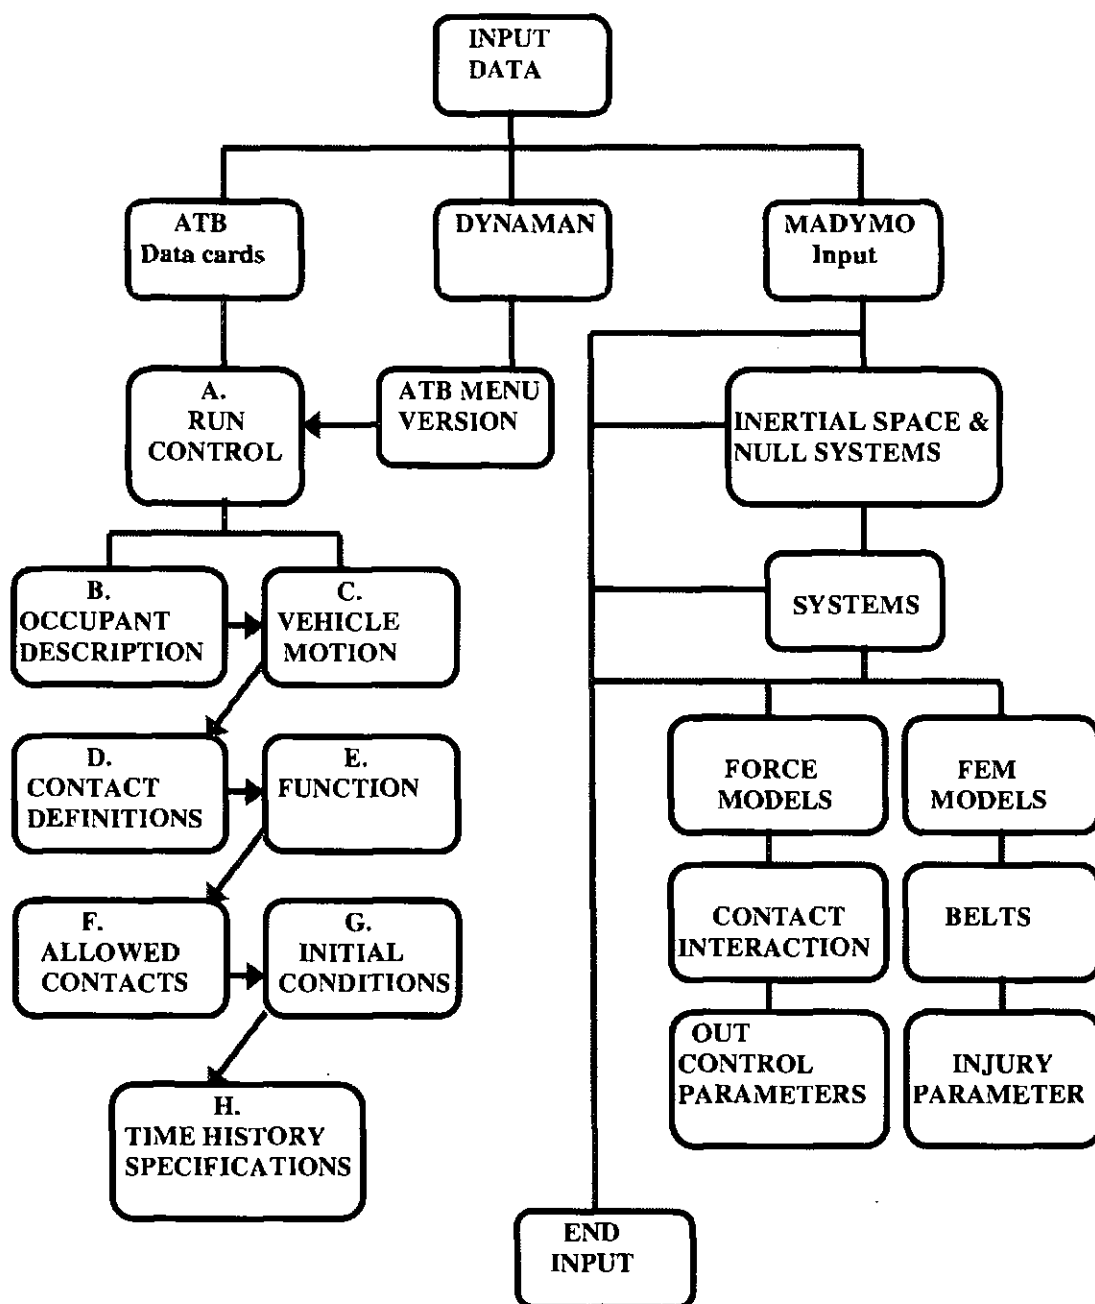 INPUT
DATA
ATB
Data cards
DYNAMAN
MADYMO
Input
A.
RUN
CONTROL
ATB MENU
VERSION
INERTIAL SPACE &
NULL SYSTEMS
B.
OCCUPANT
DESCRIPTION
C.
VEHICLE
MOTION
SYSTEMS
D.
CONTACT
DEFINITIONS
E.
FUNCTION
FORCE
MODELS
FEM
MODELS
F.
ALLOWED
CONTACTS
G.
INITIAL
CONDITIONS
CONTACT
INTERACTION
BELTS
OUT
CONTROL
PARAMETERS
INJURY
PARAMETER
H.
TIME HISTORY
SPECIFICATIONS
END
INPUT